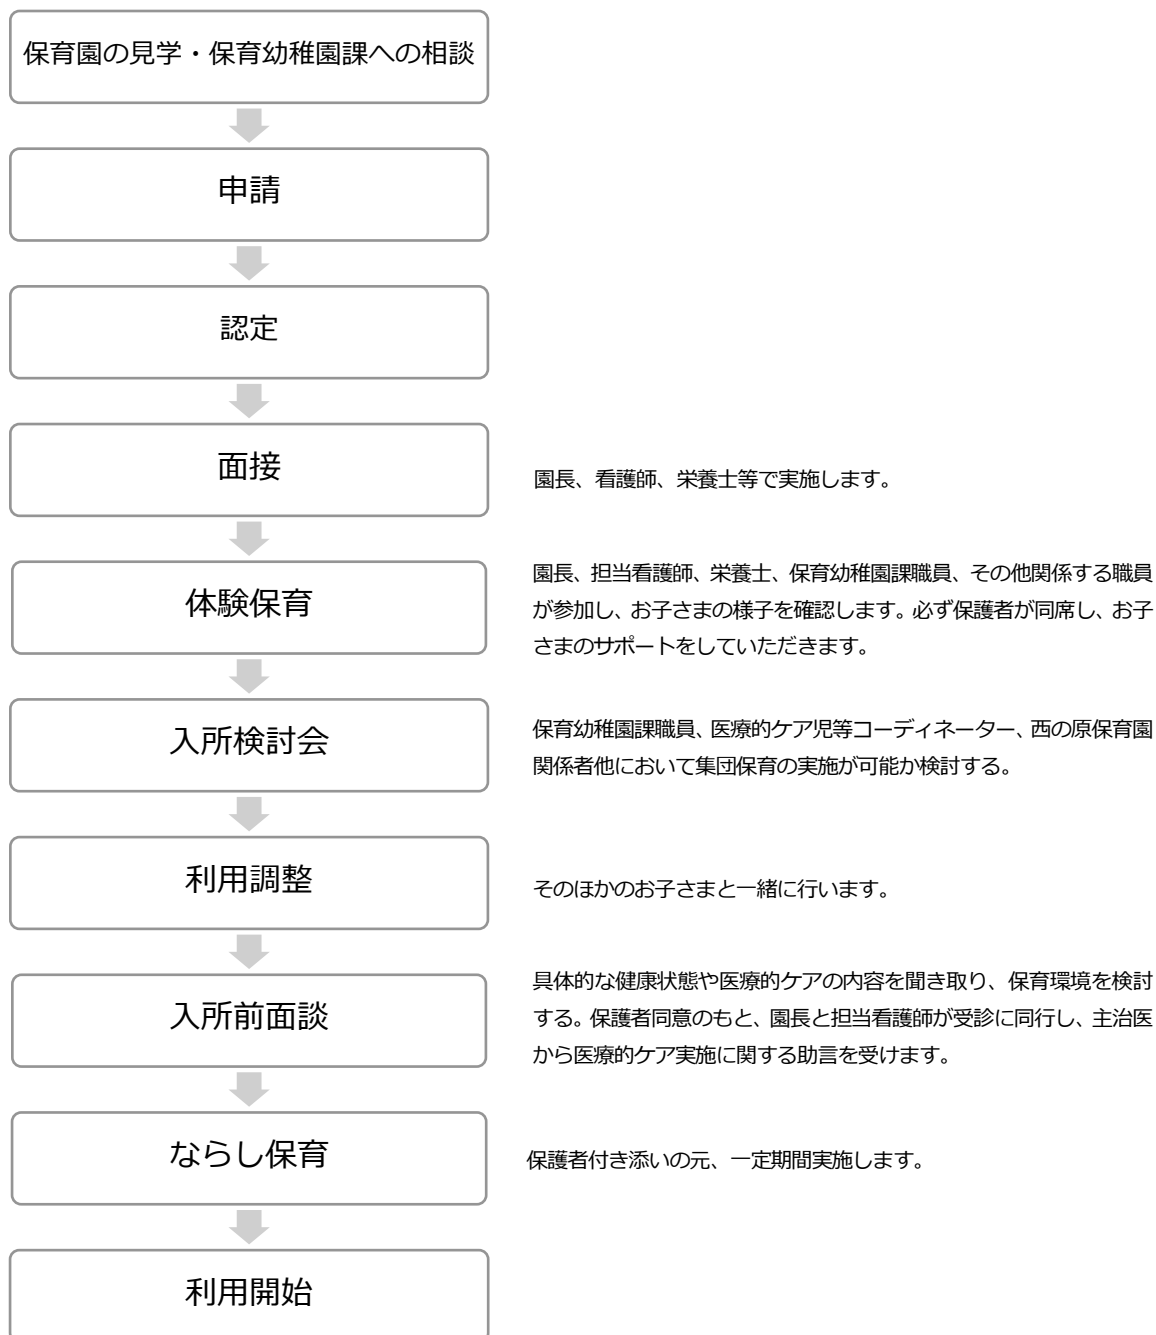 保育園の見学・保育幼稚園課への相談
申請
認定
面接
園長、看護師、栄養士等で実施します。
体験保育
園長、担当看護師、栄養士、保育幼稚園課職員、その他関係する職員
が参加し、お子さまの様子を確認します。必ず保護者が同席し、お子
さまのサポートをしていただきます。
入所検討会
保育幼稚園課職員、医療的ケア児等コーディネーター、西の原保育園
関係者他において集団保育の実施が可能か検討する。
利用調整
そのほかのお子さまと一緒に行います。
入所前面談
具体的な健康状態や医療的ケアの内容を聞き取り、保育環境を検討
する。保護者同意のもと、園長と担当看護師が受診に同行し、主治医
から医療的ケア実施に関する助言を受けます。
ならし保育
保護者付き添いの元、一定期間実施します。
利用開始